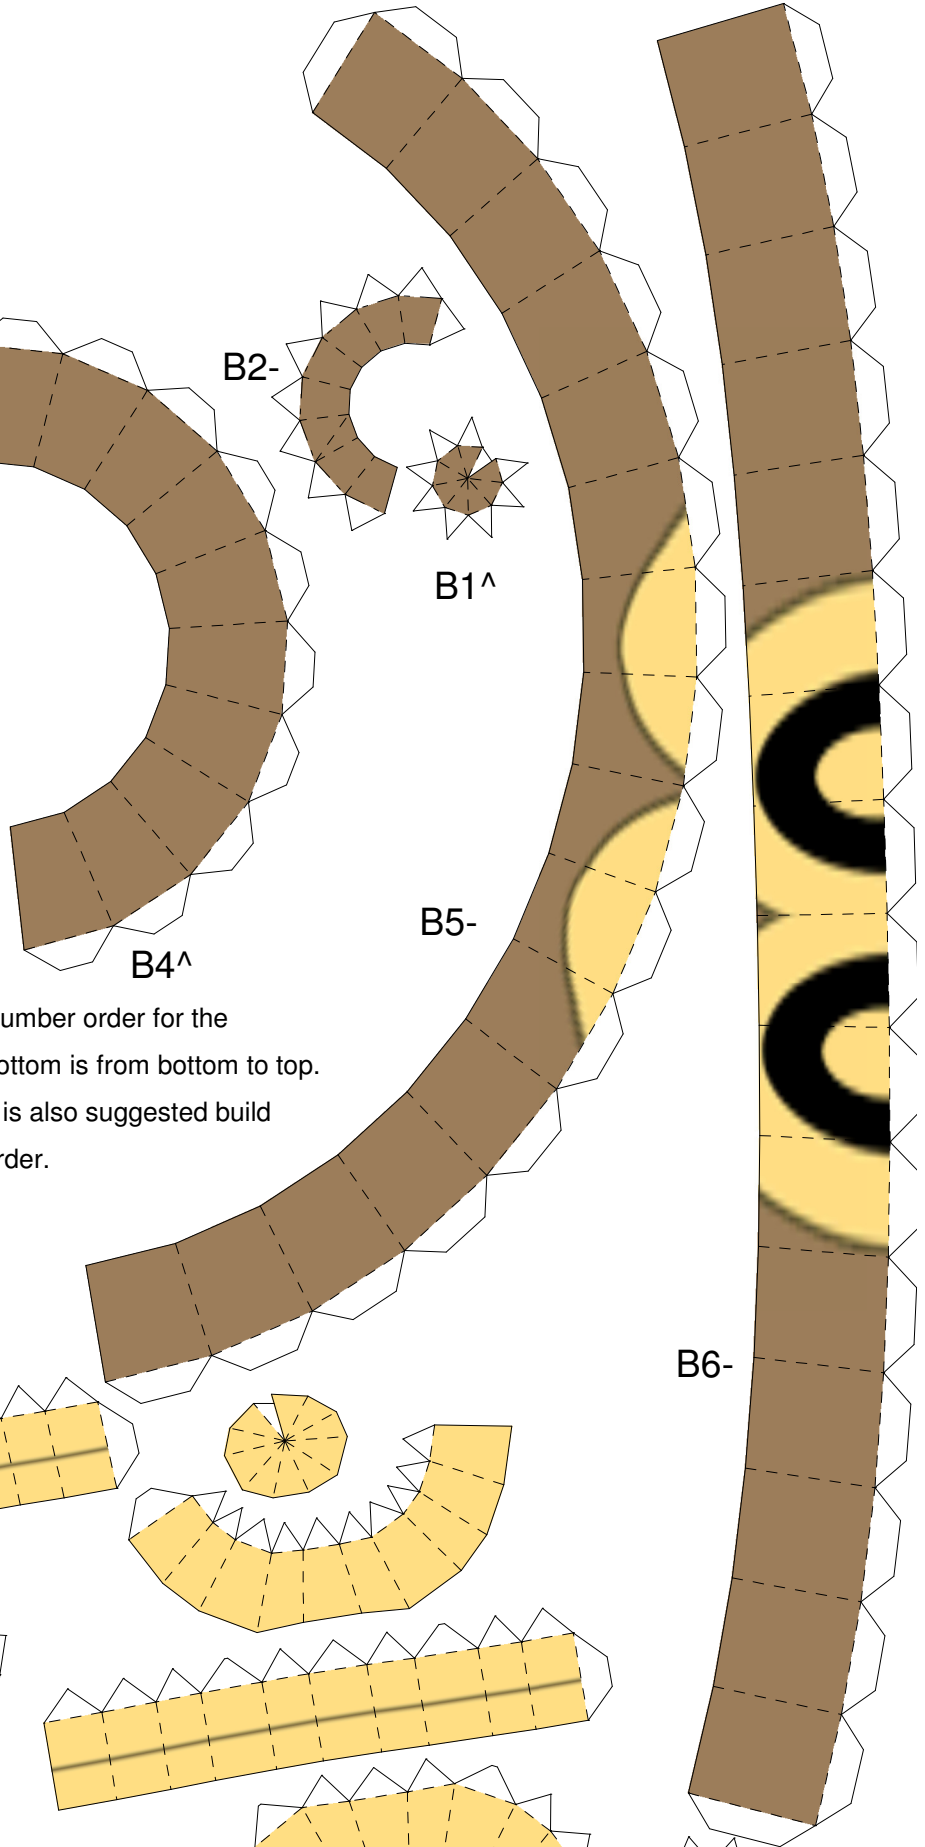 B2-
B1^
B5-
B4^
umber order for the
ottom is from bottom to top.
is also suggested build
rder.
B6-